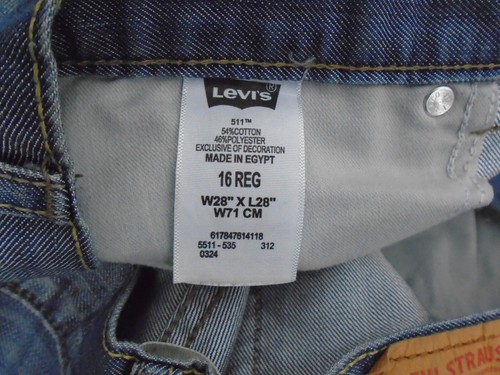 Levi's®
511™
54%COTTON
46%POLYESTER
EXCLUSIVE OF DECORATION
MADE IN EGYPT
16 REG
W28" X L28"
W71 CM
617847614118
5511-535 312
0324
STRAUSS